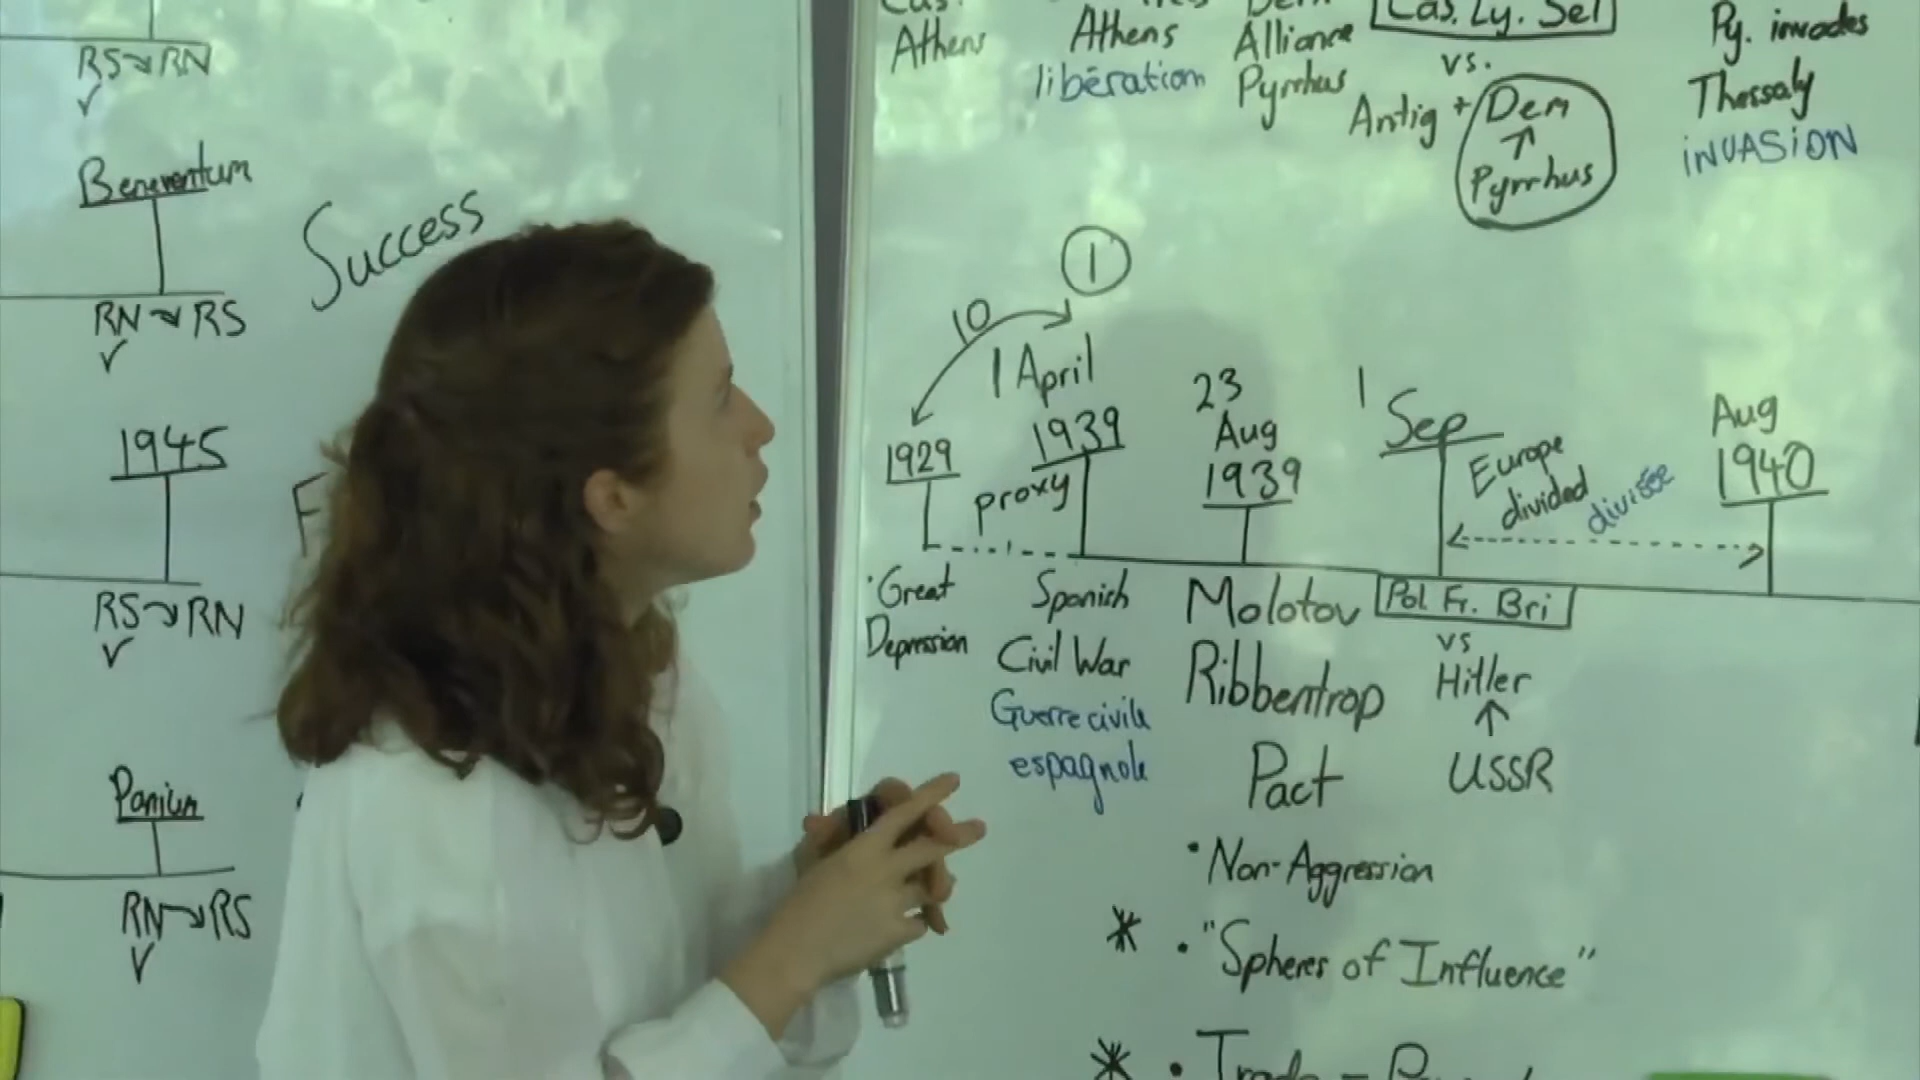 RS → RN
✓
Beneventum
RN → RS
✓
1945
RS → RN
✓
Panium
RN → RS
✓
Success
Athens
Athens
libération
Alliance
Pyrrhus
Cas. Ly. Sel
vs.
Antig + Dem
↑
Pyrrhus
Py. invades
Thessaly
iNVASiON
1
10
1929
Great
Depression
proxy
1 April
1939
Spanish
Civil War
Guerre civile
espagnole
23
Aug
1939
Molotov
Ribbentrop
Pact
• Non-Aggression
* • "Spheres of Influence"
* •
1
Sep
Pol. Fr. Bri
vs
Hitler
↑
USSR
Europe
divided
divisée
Aug
1940